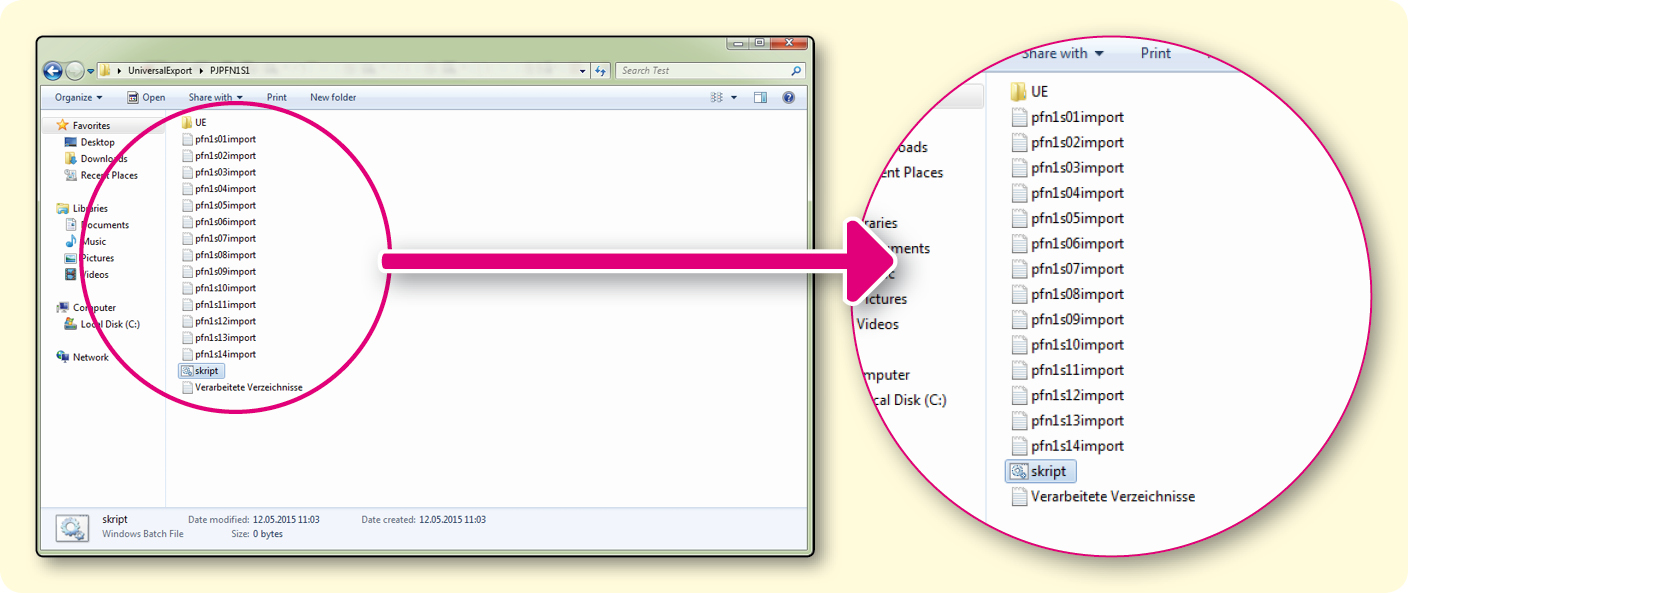 UniversalExport ▸ PJPFN1S1
Search Test
Organize Open Share with Print New folder
Favorites
Desktop
Downloads
Recent Places
Libraries
Documents
Music
Pictures
Videos
Computer
Local Disk (C:)
Network
UE
pfn1s01import
pfn1s02import
pfn1s03import
pfn1s04import
pfn1s05import
pfn1s06import
pfn1s07import
pfn1s08import
pfn1s09import
pfn1s10import
pfn1s11import
pfn1s12import
pfn1s13import
pfn1s14import
skript
Verarbeitete Verzeichnisse
skript Date modified: 12.05.2015 11:03 Date created: 12.05.2015 11:03
Windows Batch File Size: 0 bytes
Share with Print
oads
ent Places
raries
uments
c
ictures
Videos
mputer
cal Disk (C:)
UE
pfn1s01import
pfn1s02import
pfn1s03import
pfn1s04import
pfn1s05import
pfn1s06import
pfn1s07import
pfn1s08import
pfn1s09import
pfn1s10import
pfn1s11import
pfn1s12import
pfn1s13import
pfn1s14import
skript
Verarbeitete Verzeichnisse